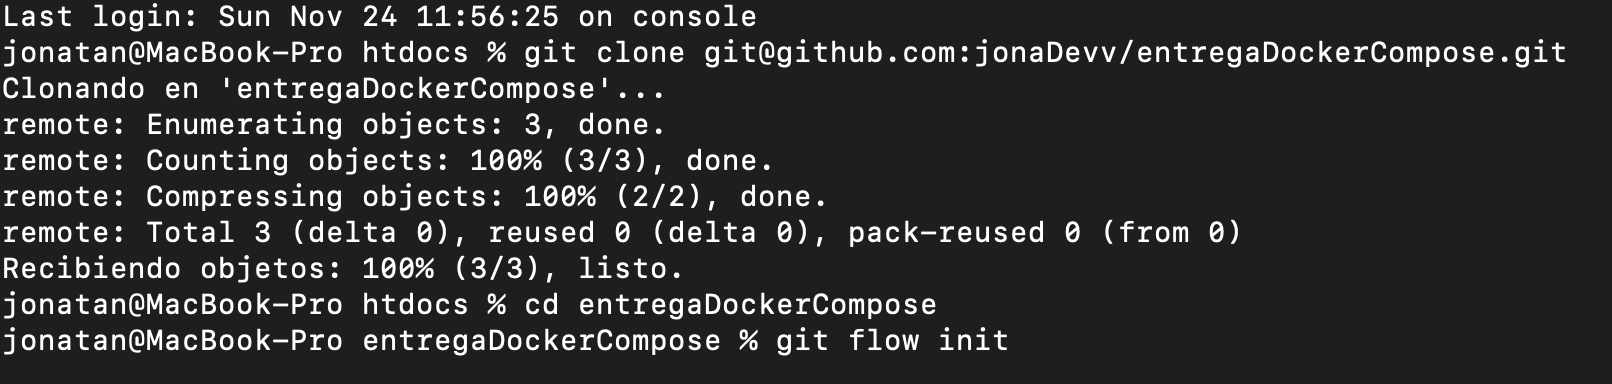 Last login: Sun Nov 24 11:56:25 on console
jonatan@MacBook-Pro htdocs % git clone git@github.com:jonaDevv/entregaDockerCompose.git
Clonando en 'entregaDockerCompose'...
remote: Enumerating objects: 3, done.
remote: Counting objects: 100% (3/3), done.
remote: Compressing objects: 100% (2/2), done.
remote: Total 3 (delta 0), reused 0 (delta 0), pack-reused 0 (from 0)
Recibiendo objetos: 100% (3/3), listo.
jonatan@MacBook-Pro htdocs % cd entregaDockerCompose
jonatan@MacBook-Pro entregaDockerCompose % git flow init